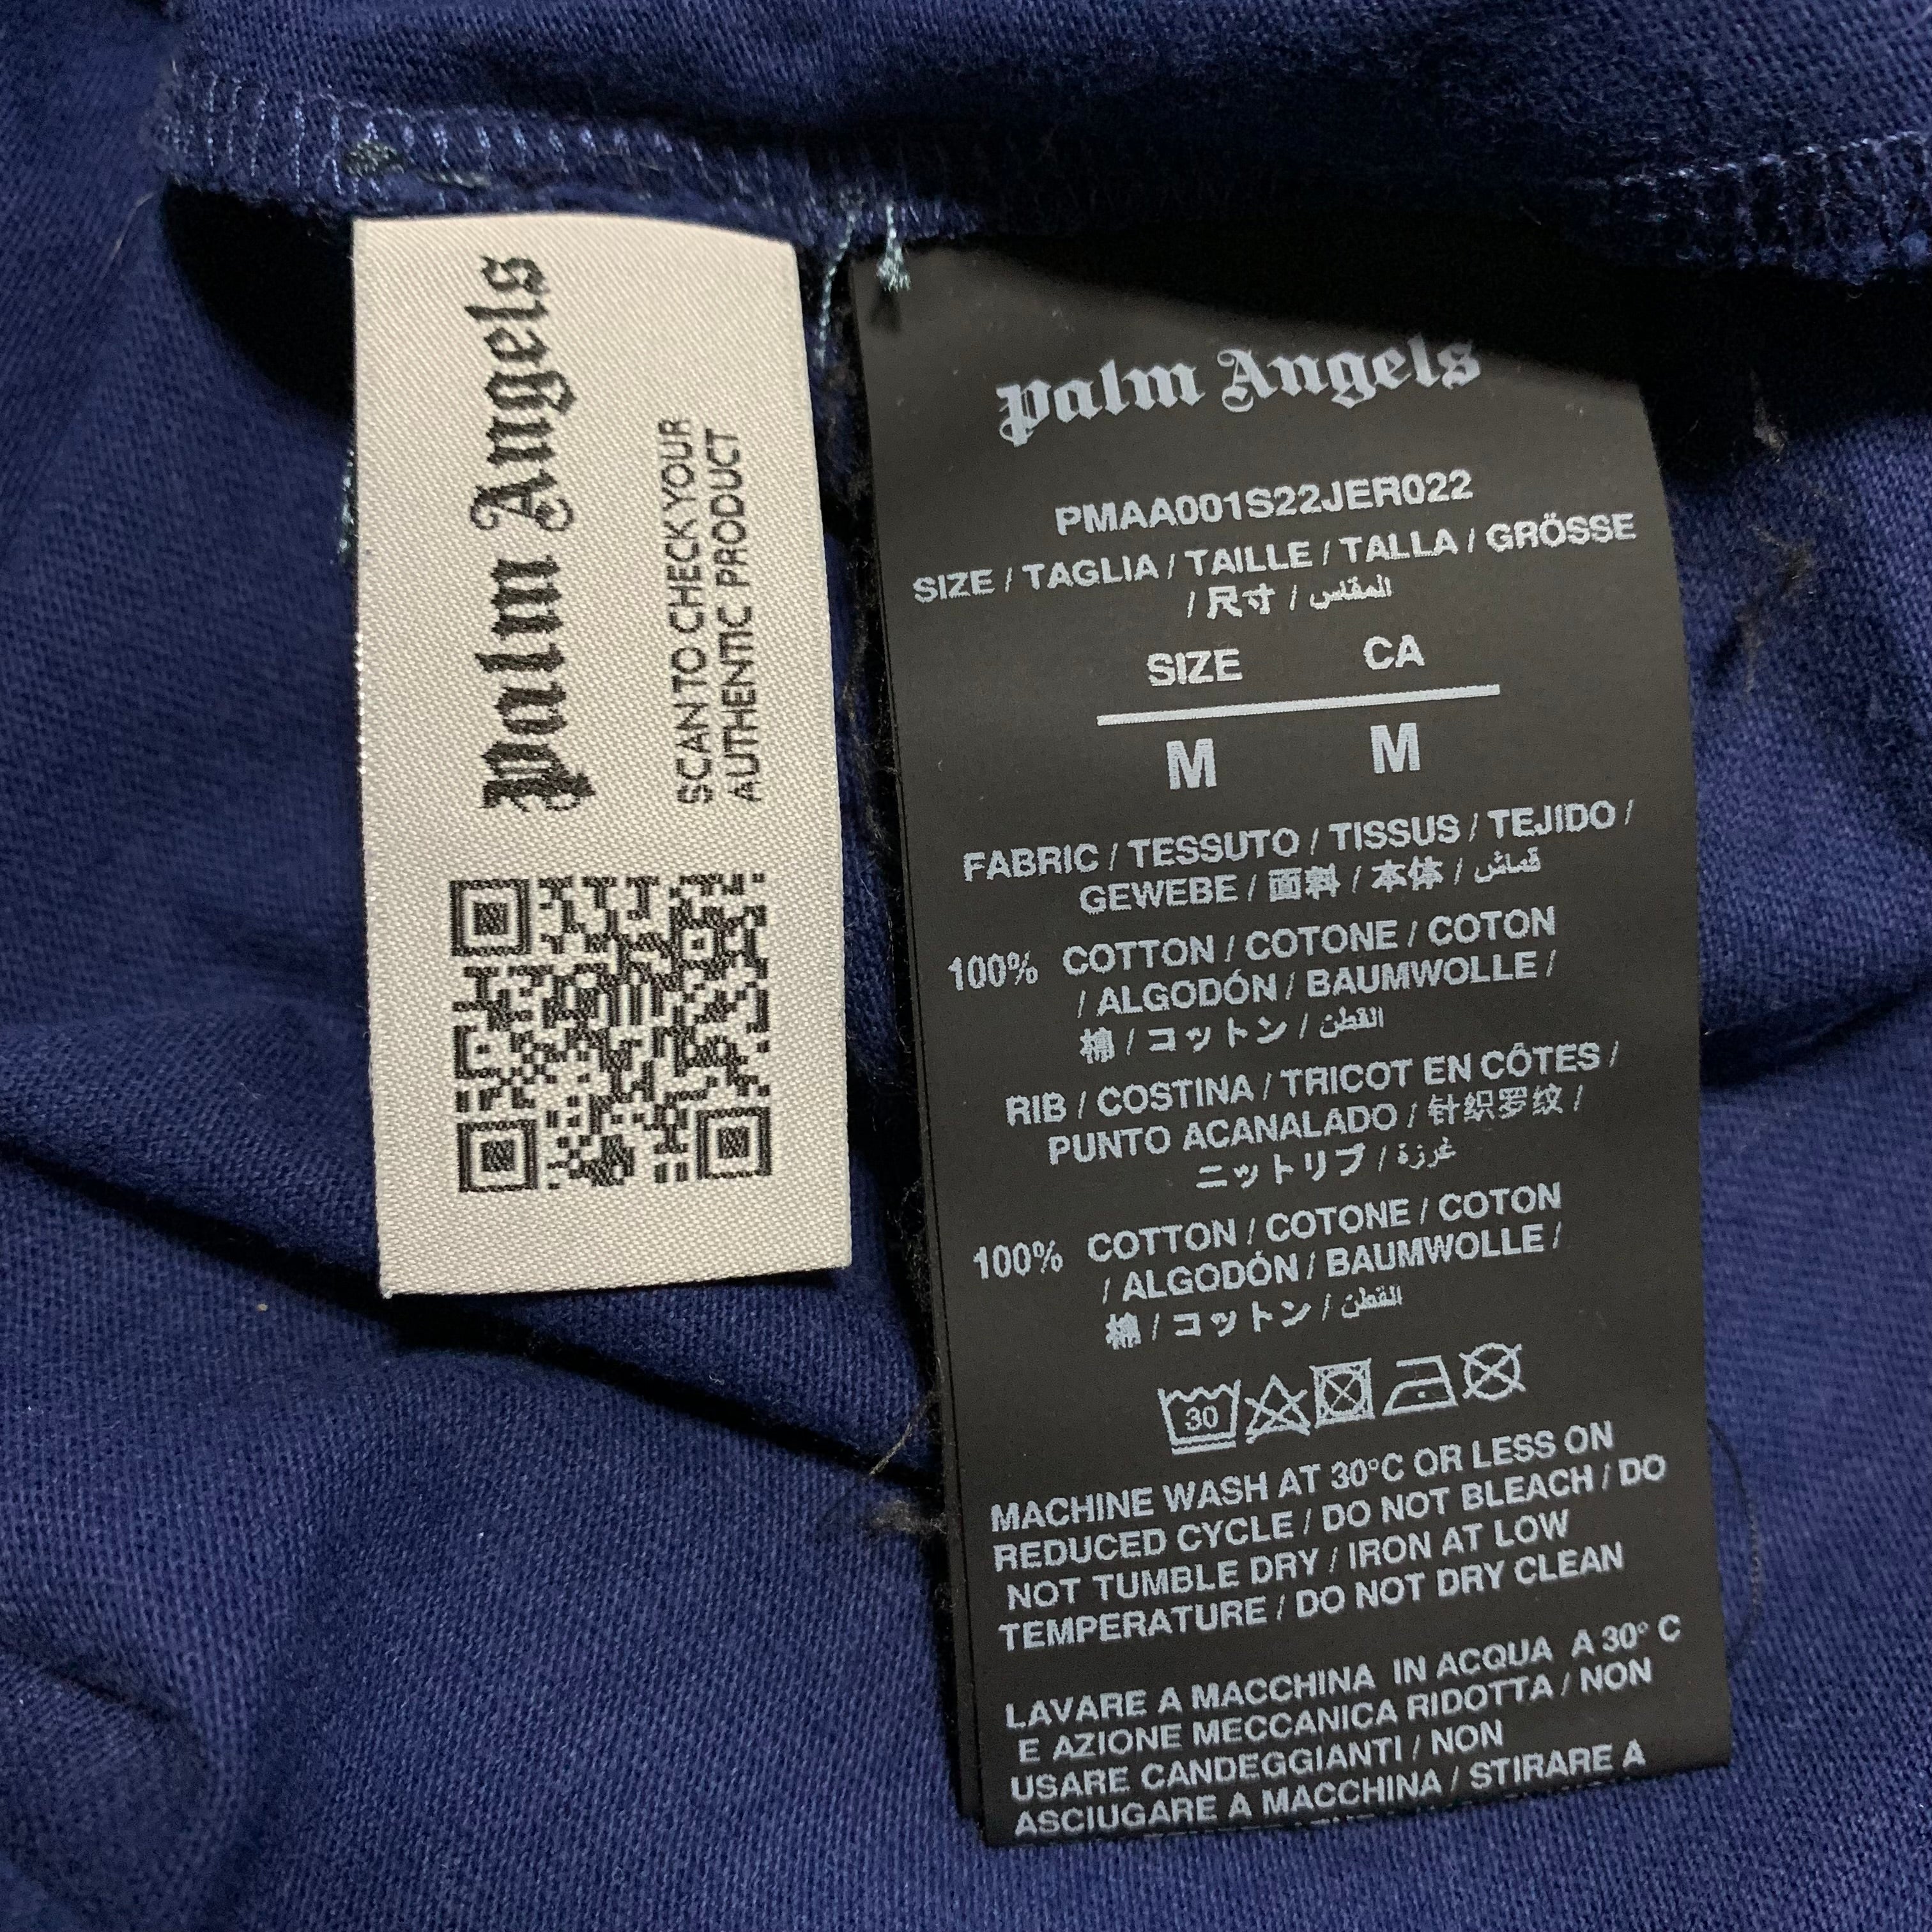 Palm Angels
SCAN TO CHECK YOUR
AUTHENTIC PRODUCT
Palm Angels
PMAA001S22JER022
SIZE / TAGLIA / TAILLE / TALLA / GRÖSSE
/ 尺寸 / المقاس
SIZE CA
M M
FABRIC / TESSUTO / TISSUS / TEJIDO /
GEWEBE / 面料 / 本体 / قماش
100% COTTON / COTONE / COTON
/ ALGODÓN / BAUMWOLLE /
棉 / コットン / القطن
RIB / COSTINA / TRICOT EN CÔTES /
PUNTO ACANALADO / 针织罗纹 /
ニットリブ / غرزة
100% COTTON / COTONE / COTON
/ ALGODÓN / BAUMWOLLE /
棉 / コットン / القطن
30
MACHINE WASH AT 30°C OR LESS ON
REDUCED CYCLE / DO NOT BLEACH / DO
NOT TUMBLE DRY / IRON AT LOW
TEMPERATURE / DO NOT DRY CLEAN
LAVARE A MACCHINA IN ACQUA A 30° C
E AZIONE MECCANICA RIDOTTA / NON
USARE CANDEGGIANTI / NON
ASCIUGARE A MACCHINA / STIRARE A